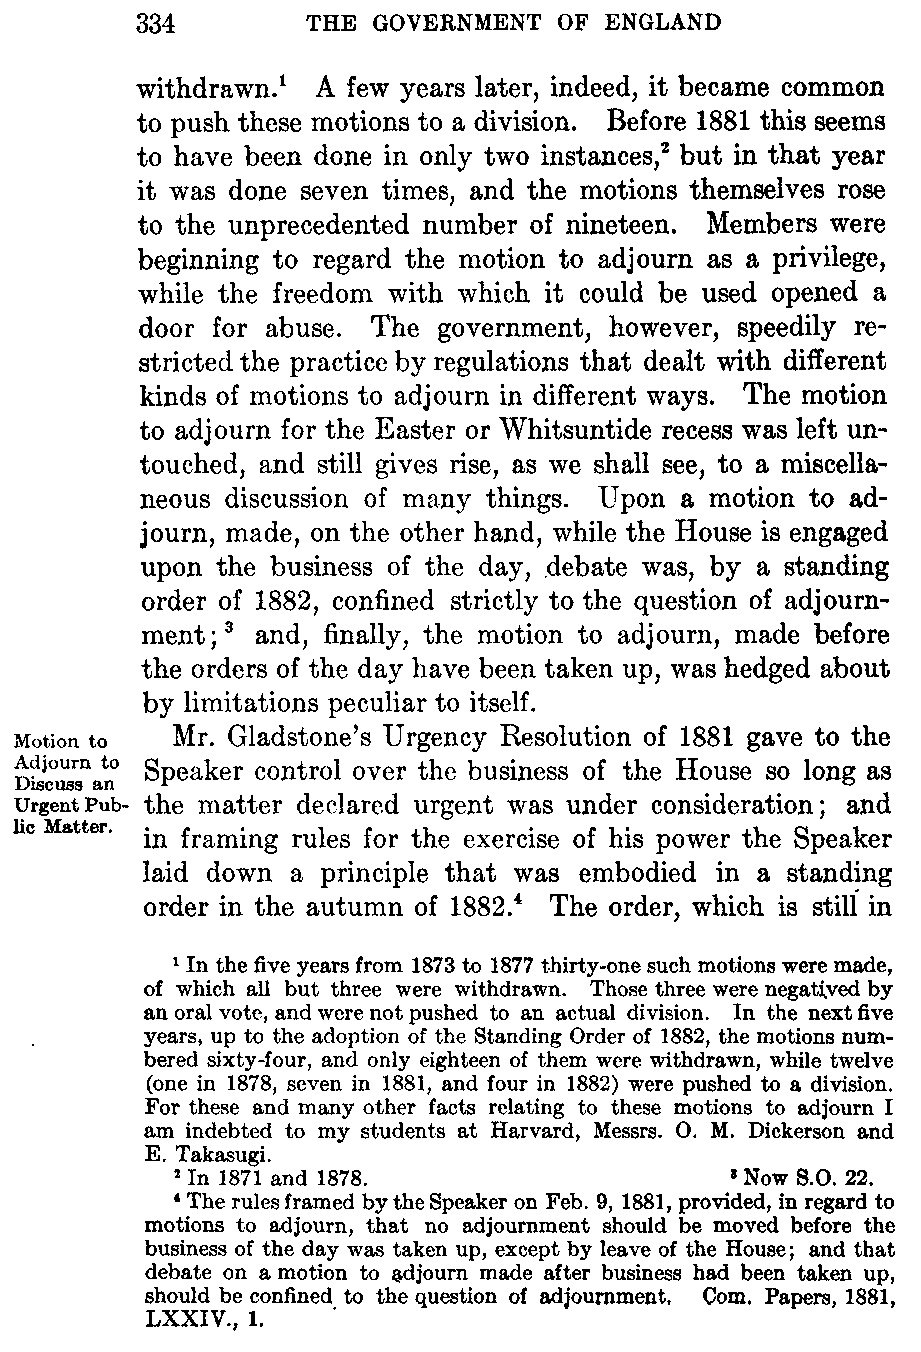 334 THE GOVERNMENT OF ENGLAND
withdrawn.¹ A few years later, indeed, it became common
to push these motions to a division. Before 1881 this seems
to have been done in only two instances,² but in that year
it was done seven times, and the motions themselves rose
to the unprecedented number of nineteen. Members were
beginning to regard the motion to adjourn as a privilege,
while the freedom with which it could be used opened a
door for abuse. The government, however, speedily re-
stricted the practice by regulations that dealt with different
kinds of motions to adjourn in different ways. The motion
to adjourn for the Easter or Whitsuntide recess was left un-
touched, and still gives rise, as we shall see, to a miscella-
neous discussion of many things. Upon a motion to ad-
journ, made, on the other hand, while the House is engaged
upon the business of the day, debate was, by a standing
order of 1882, confined strictly to the question of adjourn-
ment; ³ and, finally, the motion to adjourn, made before
the orders of the day have been taken up, was hedged about
by limitations peculiar to itself.
Motion to
Adjourn to
Discuss an
Urgent Pub-
lic Matter.
Mr. Gladstone's Urgency Resolution of 1881 gave to the
Speaker control over the business of the House so long as
the matter declared urgent was under consideration; and
in framing rules for the exercise of his power the Speaker
laid down a principle that was embodied in a standing
order in the autumn of 1882.⁴ The order, which is still in
¹ In the five years from 1873 to 1877 thirty-one such motions were made,
of which all but three were withdrawn. Those three were negatived by
an oral vote, and were not pushed to an actual division. In the next five
years, up to the adoption of the Standing Order of 1882, the motions num-
bered sixty-four, and only eighteen of them were withdrawn, while twelve
(one in 1878, seven in 1881, and four in 1882) were pushed to a division.
For these and many other facts relating to these motions to adjourn I
am indebted to my students at Harvard, Messrs. O. M. Dickerson and
E. Takasugi.
² In 1871 and 1878. ³ Now S.O. 22.
⁴ The rules framed by the Speaker on Feb. 9, 1881, provided, in regard to
motions to adjourn, that no adjournment should be moved before the
business of the day was taken up, except by leave of the House; and that
debate on a motion to adjourn made after business had been taken up,
should be confined to the question of adjournment. Com. Papers, 1881,
LXXIV., 1.